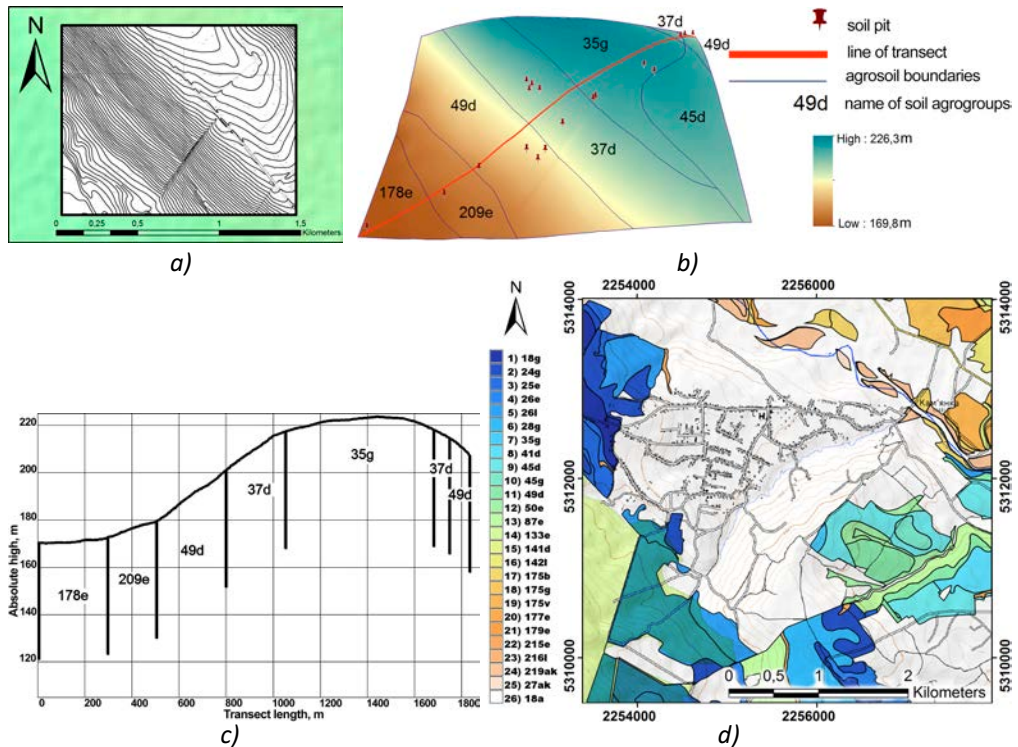 N
0 0,25 0,5 1 1,5
Kilometers
a)
37d
35g
49d
49d
45d
37d
178e
209e
soil pit
line of transect
agrosoil boundaries
49d name of soil agrogroups
High : 226,3m
Low : 169,8m
b)
Absolute high, m
220
200
180
160
140
120
35g
37d
37d
49d
49d
209e
178e
0 200 400 600 800 1000 1200 1400 1600 1800
Transect length, m
c)
N
1) 18g
2) 24g
3) 25e
4) 26e
5) 26l
6) 28g
7) 35g
8) 41d
9) 45d
10) 45g
11) 49d
12) 50e
13) 87e
14) 133e
15) 141d
16) 142l
17) 175b
18) 175g
19) 175v
20) 177e
21) 179e
22) 215e
23) 216l
24) 219ak
25) 27ak
26) 18a
2254000 2256000
5314000
5312000
5310000
5314000
5312000
5310000
Кам'янка
H
0 0,5 1 2
Kilometers
2254000 2256000
d)